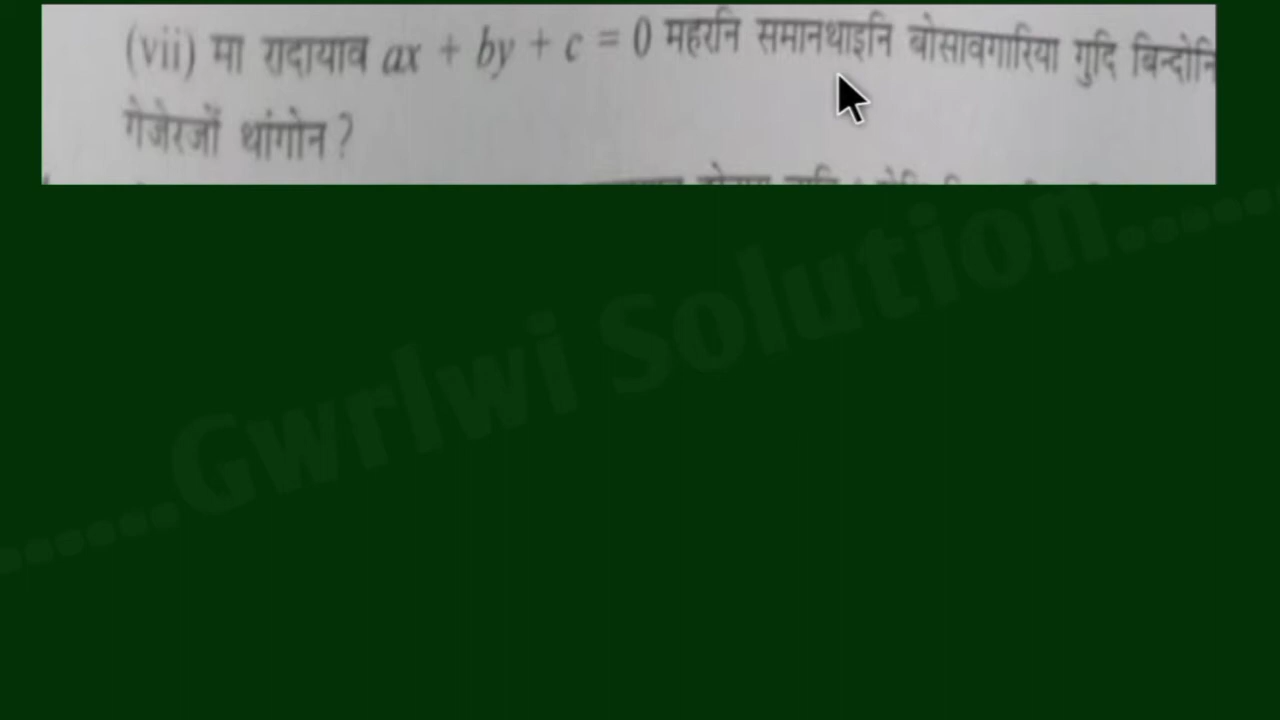 (vii) मा रादायाव ax + by + c = 0 महरनि समानथाइनि बोसावगारिया गुदि बिन्दोनि
गेजेरजों थांगोन ?
......Gwrlwi Solution......